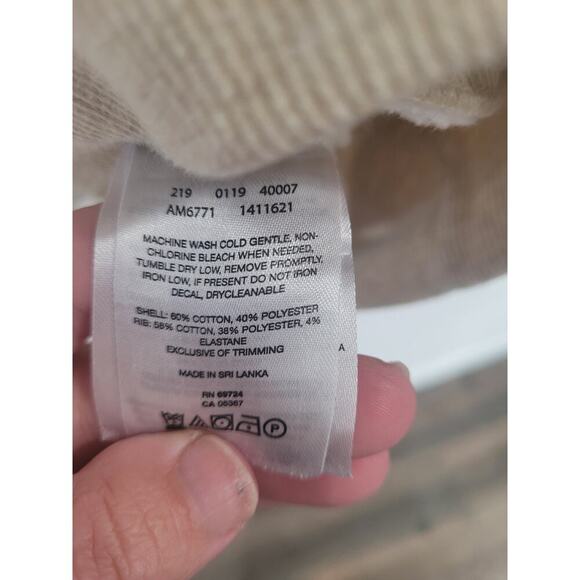 219 0119 40007
AM6771 1411621
MACHINE WASH COLD GENTLE, NON-
CHLORINE BLEACH WHEN NEEDED,
TUMBLE DRY LOW, REMOVE PROMPTLY,
IRON LOW, IF PRESENT DO NOT IRON
DECAL, DRYCLEANABLE
SHELL: 60% COTTON, 40% POLYESTER
RIB: 58% COTTON, 38% POLYESTER, 4%
ELASTANE
EXCLUSIVE OF TRIMMING
A
MADE IN SRI LANKA
RN 69724
CA 05367
P